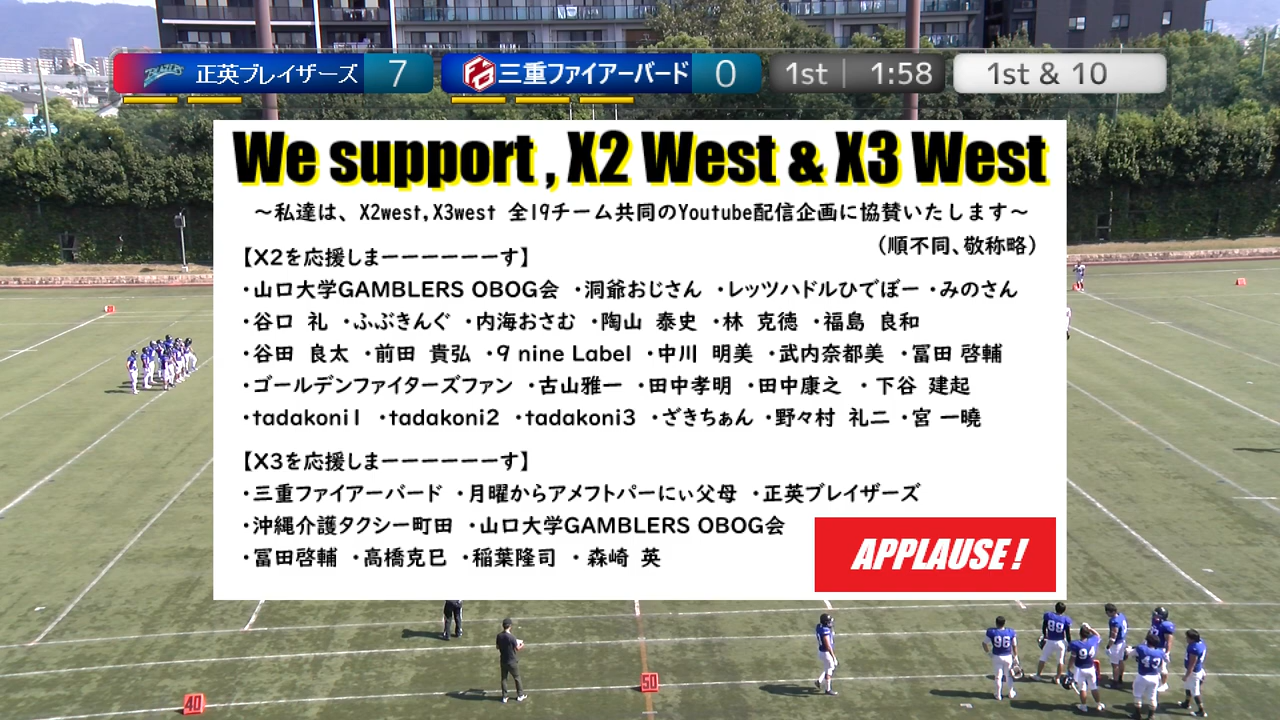 BLAZERS 正英ブレイザーズ 7 三重ファイアーバード 0 1st 1:58 1st & 10
We support , X2 West & X3 West
～私達は、X2west,X3west 全19チーム共同のYoutube配信企画に協賛いたします～
（順不同、敬称略）
【X2を応援しまーーーーーーす】
・山口大学GAMBLERS OBOG会 ・洞爺おじさん ・レッツハドルひでぼー ・みのさん
・谷口 礼 ・ふぶきんぐ ・内海おさむ ・陶山 泰史 ・林 克徳 ・福島 良和
・谷田 良太 ・前田 貴弘 ・9 nine Label ・中川 明美 ・武内奈都美 ・冨田 啓輔
・ゴールデンファイターズファン ・古山雅一 ・田中孝明 ・田中康之 ・下谷 建起
・tadakoni1 ・tadakoni2 ・tadakoni3 ・ざきちぁん ・野々村 礼二 ・宮 一曉
【X3を応援しまーーーーーーす】
・三重ファイアーバード ・月曜からアメフトパーにぃ父母 ・正英ブレイザーズ
・沖縄介護タクシー町田 ・山口大学GAMBLERS OBOG会
・冨田啓輔 ・高橋克巳 ・稲葉隆司 ・森崎 英
APPLAUSE !
96 89 94 43
40 50